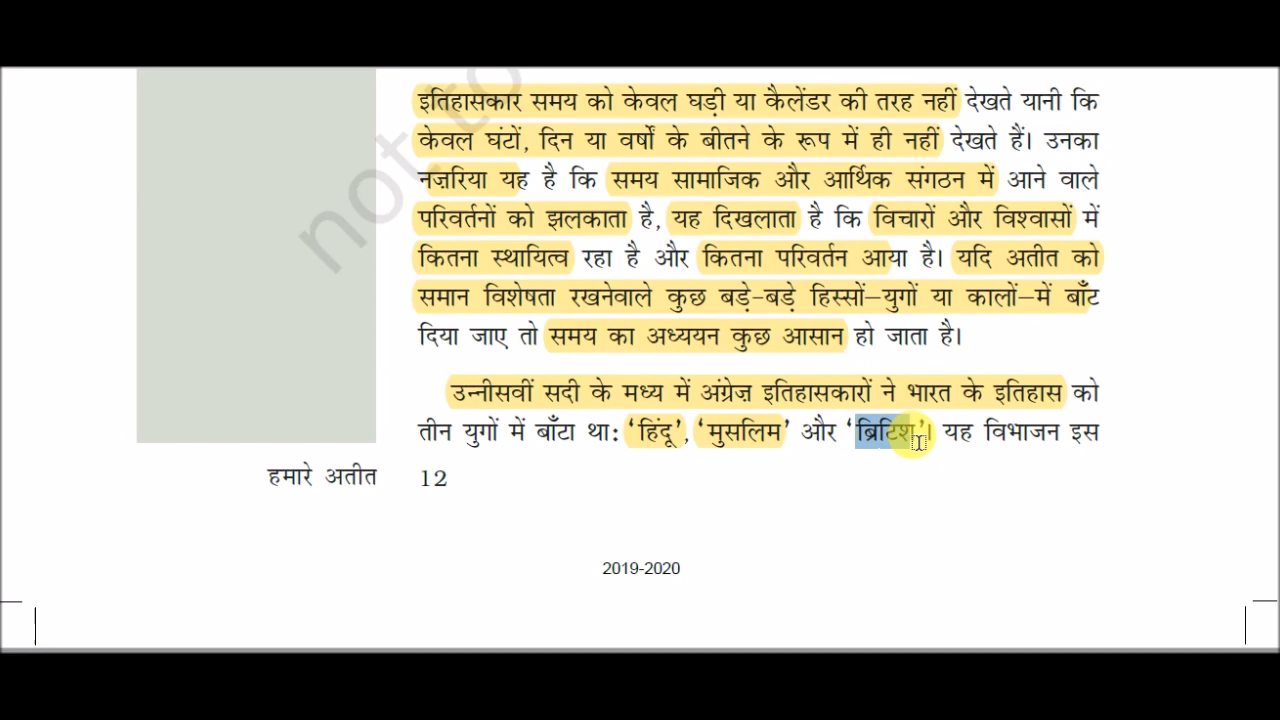 इतिहासकार समय को केवल घड़ी या कैलेंडर की तरह नहीं देखते यानी कि
केवल घंटों, दिन या वर्षों के बीतने के रूप में ही नहीं देखते हैं। उनका
नज़रिया यह है कि समय सामाजिक और आर्थिक संगठन में आने वाले
परिवर्तनों को झलकाता है, यह दिखलाता है कि विचारों और विश्वासों में
कितना स्थायित्व रहा है और कितना परिवर्तन आया है। यदि अतीत को
समान विशेषता रखनेवाले कुछ बड़े-बड़े हिस्सों–युगों या कालों–में बाँट
दिया जाए तो समय का अध्ययन कुछ आसान हो जाता है।
उन्नीसवीं सदी के मध्य में अंग्रेज़ इतिहासकारों ने भारत के इतिहास को
तीन युगों में बाँटा था: ‘हिंदू’, ‘मुसलिम’ और ‘ब्रिटिश’। यह विभाजन इस
हमारे अतीत 12
2019-2020
not to